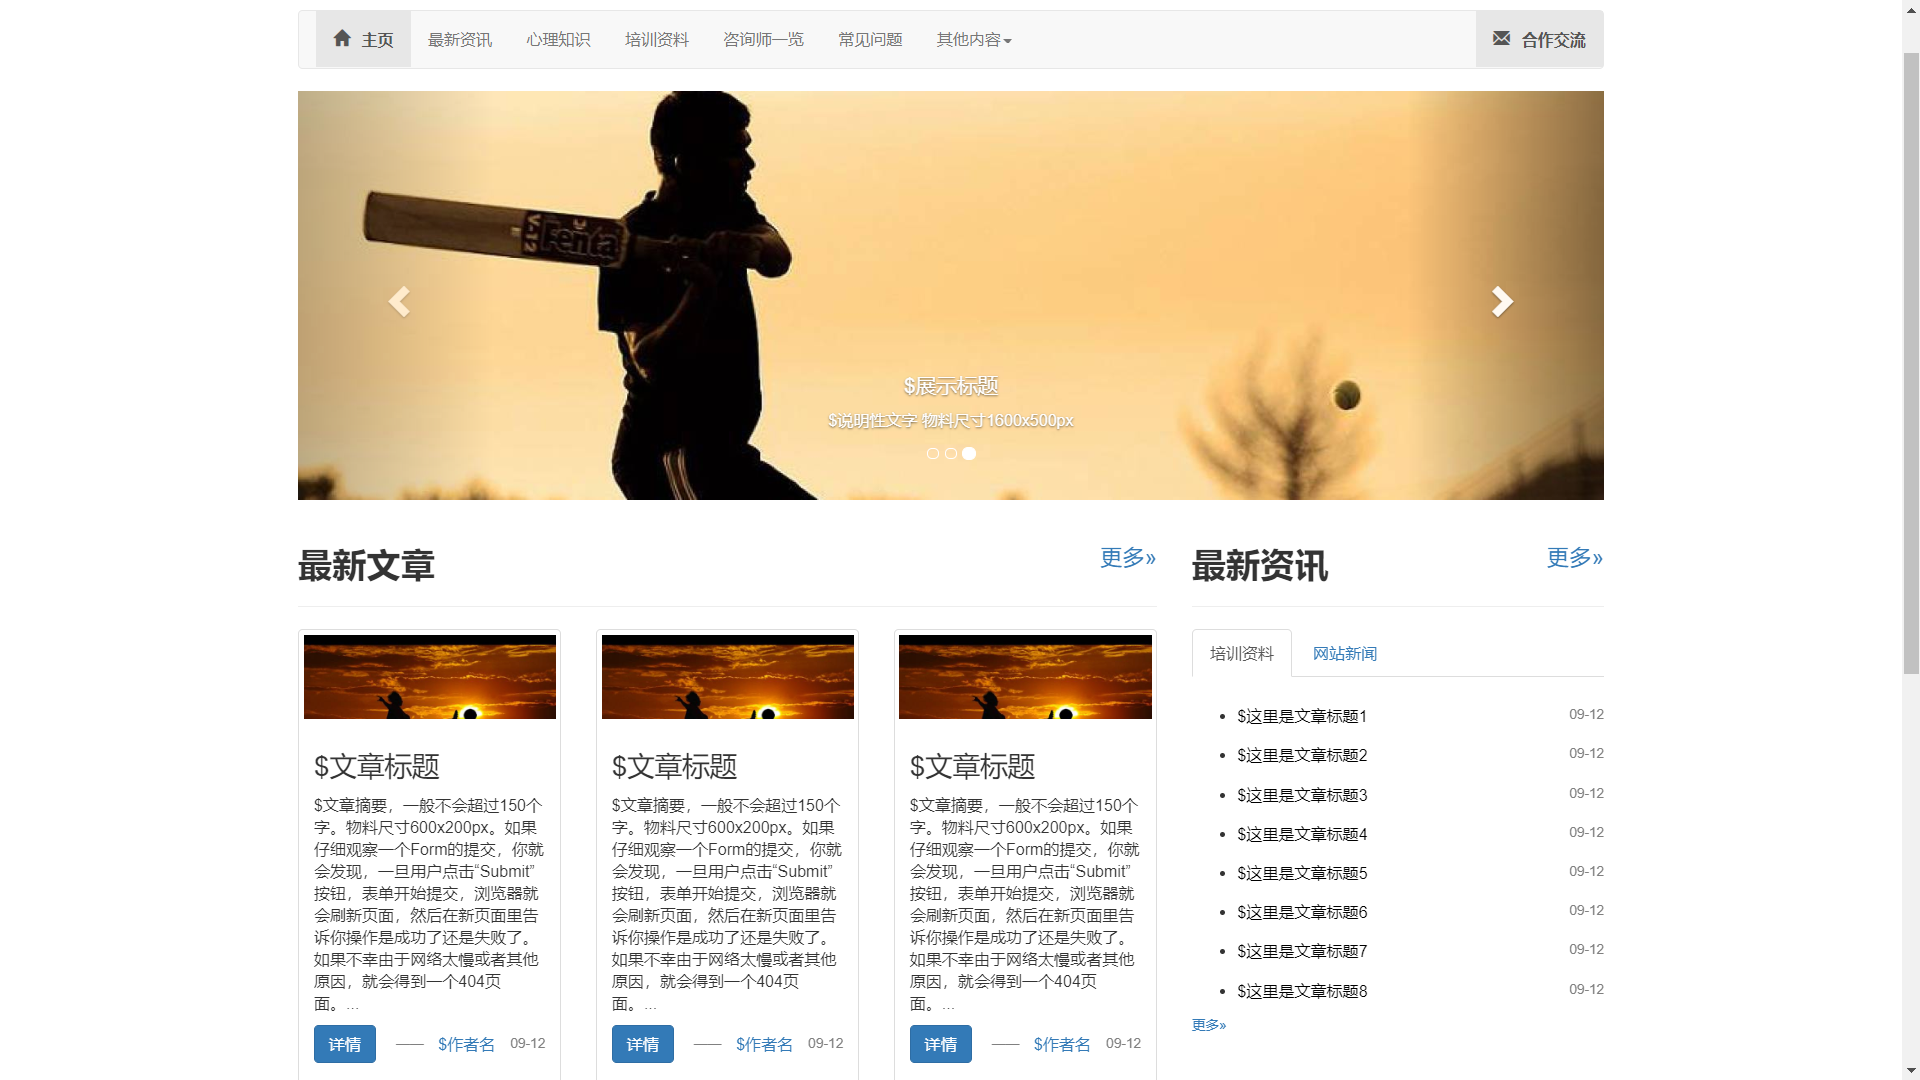 主页 最新资讯 心理知识 培训资料 咨询师一览 常见问题 其他内容 合作交流
VA12
Fenta
$展示标题
$说明性文字 物料尺寸1600x500px
最新文章 更多»
$文章标题
$文章摘要，一般不会超过150个
字。物料尺寸600x200px。如果
仔细观察一个Form的提交，你就
会发现，一旦用户点击“Submit”
按钮，表单开始提交，浏览器就
会刷新页面，然后在新页面里告
诉你操作是成功了还是失败了。
如果不幸由于网络太慢或者其他
原因，就会得到一个404页
面。...
详情 —— $作者名 09-12
$文章标题
$文章摘要，一般不会超过150个
字。物料尺寸600x200px。如果
仔细观察一个Form的提交，你就
会发现，一旦用户点击“Submit”
按钮，表单开始提交，浏览器就
会刷新页面，然后在新页面里告
诉你操作是成功了还是失败了。
如果不幸由于网络太慢或者其他
原因，就会得到一个404页
面。...
详情 —— $作者名 09-12
$文章标题
$文章摘要，一般不会超过150个
字。物料尺寸600x200px。如果
仔细观察一个Form的提交，你就
会发现，一旦用户点击“Submit”
按钮，表单开始提交，浏览器就
会刷新页面，然后在新页面里告
诉你操作是成功了还是失败了。
如果不幸由于网络太慢或者其他
原因，就会得到一个404页
面。...
详情 —— $作者名 09-12
最新资讯 更多»
培训资料 网站新闻
$这里是文章标题1 09-12
$这里是文章标题2 09-12
$这里是文章标题3 09-12
$这里是文章标题4 09-12
$这里是文章标题5 09-12
$这里是文章标题6 09-12
$这里是文章标题7 09-12
$这里是文章标题8 09-12
更多»